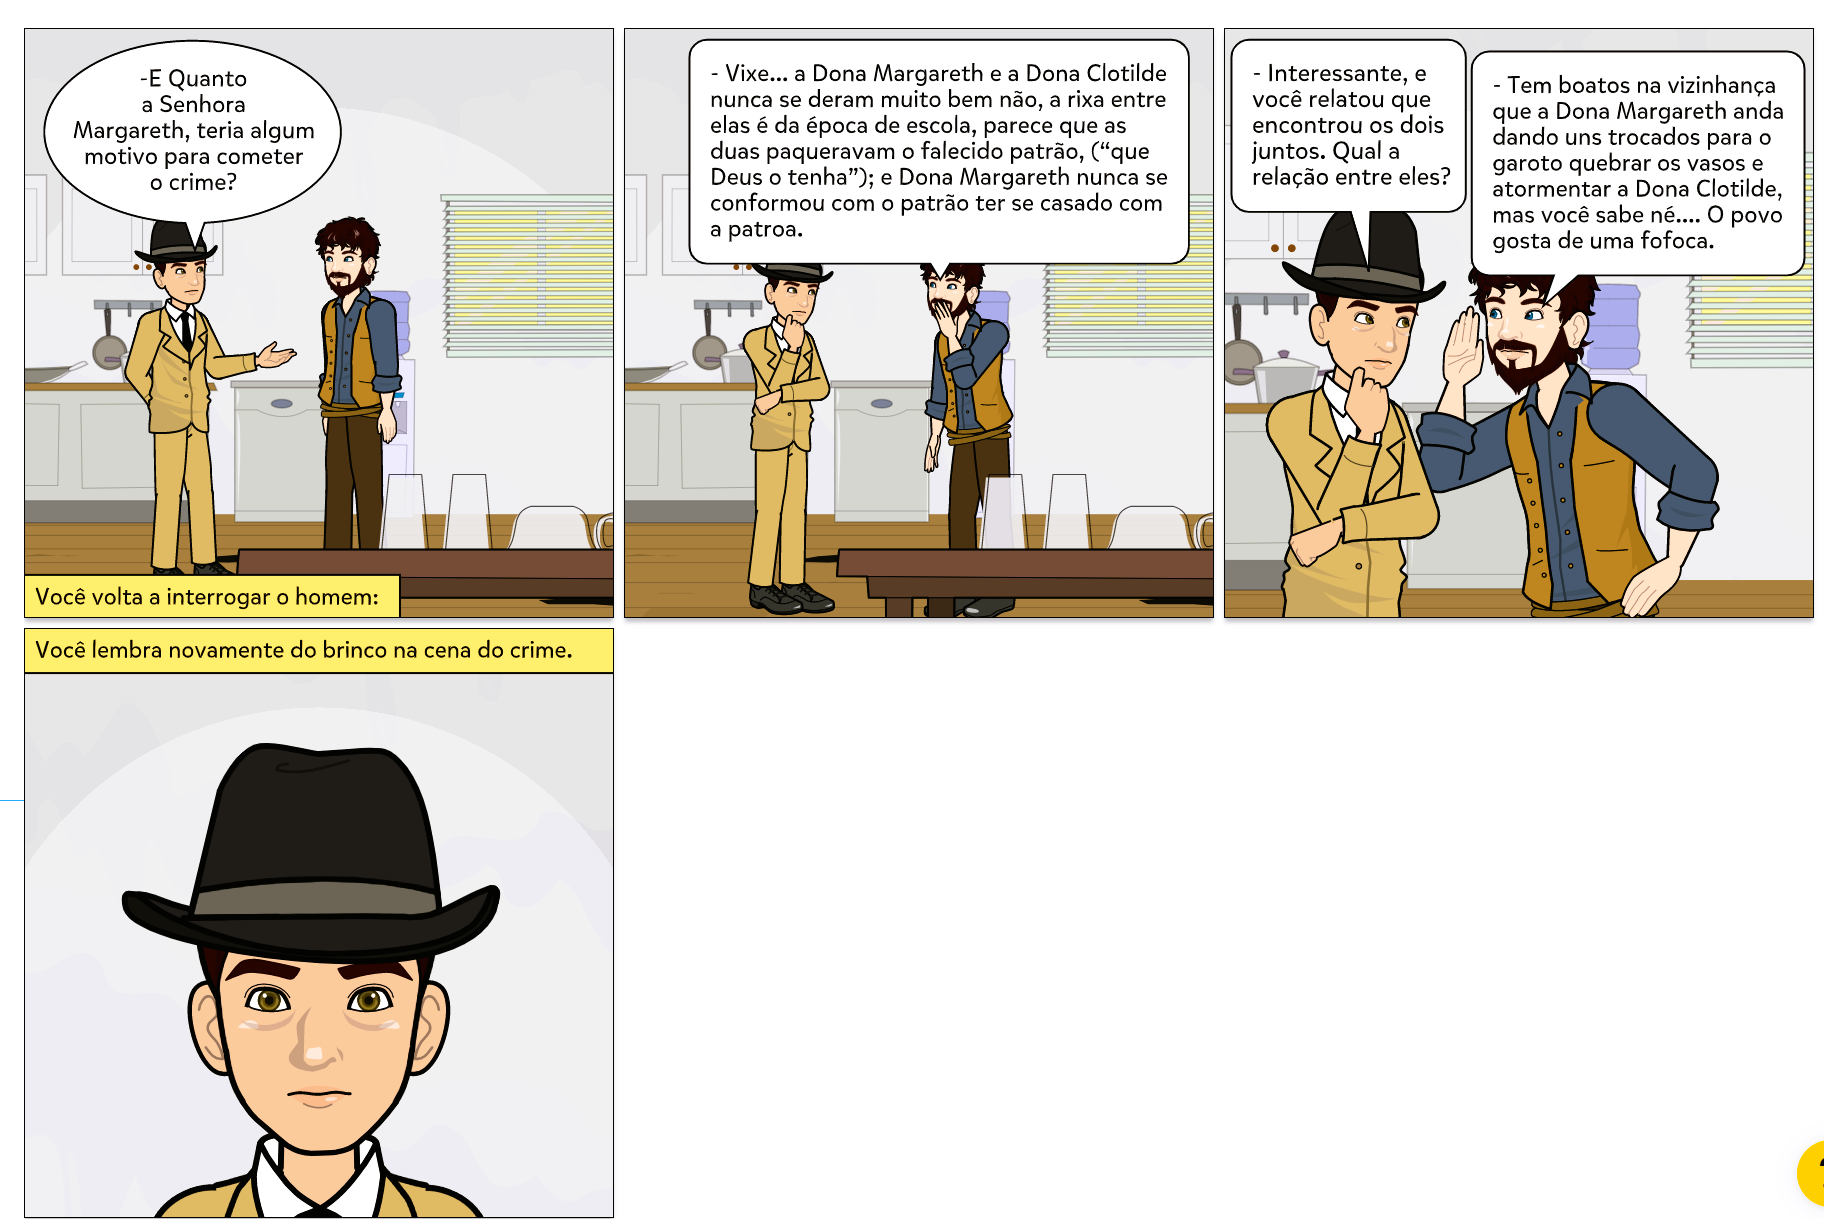 -E Quanto
a Senhora
Margareth, teria algum
motivo para cometer
o crime?
Você volta a interrogar o homem:
- Vixe... a Dona Margareth e a Dona Clotilde
nunca se deram muito bem não, a rixa entre
elas é da época de escola, parece que as
duas paqueravam o falecido patrão, (“que
Deus o tenha”); e Dona Margareth nunca se
conformou com o patrão ter se casado com
a patroa.
- Interessante, e
você relatou que
encontrou os dois
juntos. Qual a
relação entre eles?
- Tem boatos na vizinhança
que a Dona Margareth anda
dando uns trocados para o
garoto quebrar os vasos e
atormentar a Dona Clotilde,
mas você sabe né.... O povo
gosta de uma fofoca.
Você lembra novamente do brinco na cena do crime.